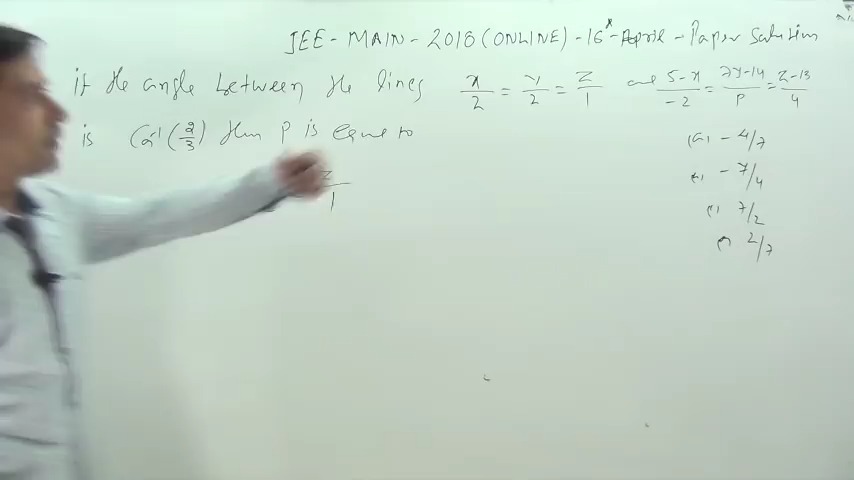 JEE - MAIN - 2018 (ONLINE) - 16 - April - Paper Solution
if the angle between the lines x/2 = y/2 = z/1 and 5-x/-2 = 7y-14/P = z-13/4
is Cos⁻¹(2/3) then P is equal to
(a) - 4/7
- 7/4
7/2
2/7
z/1